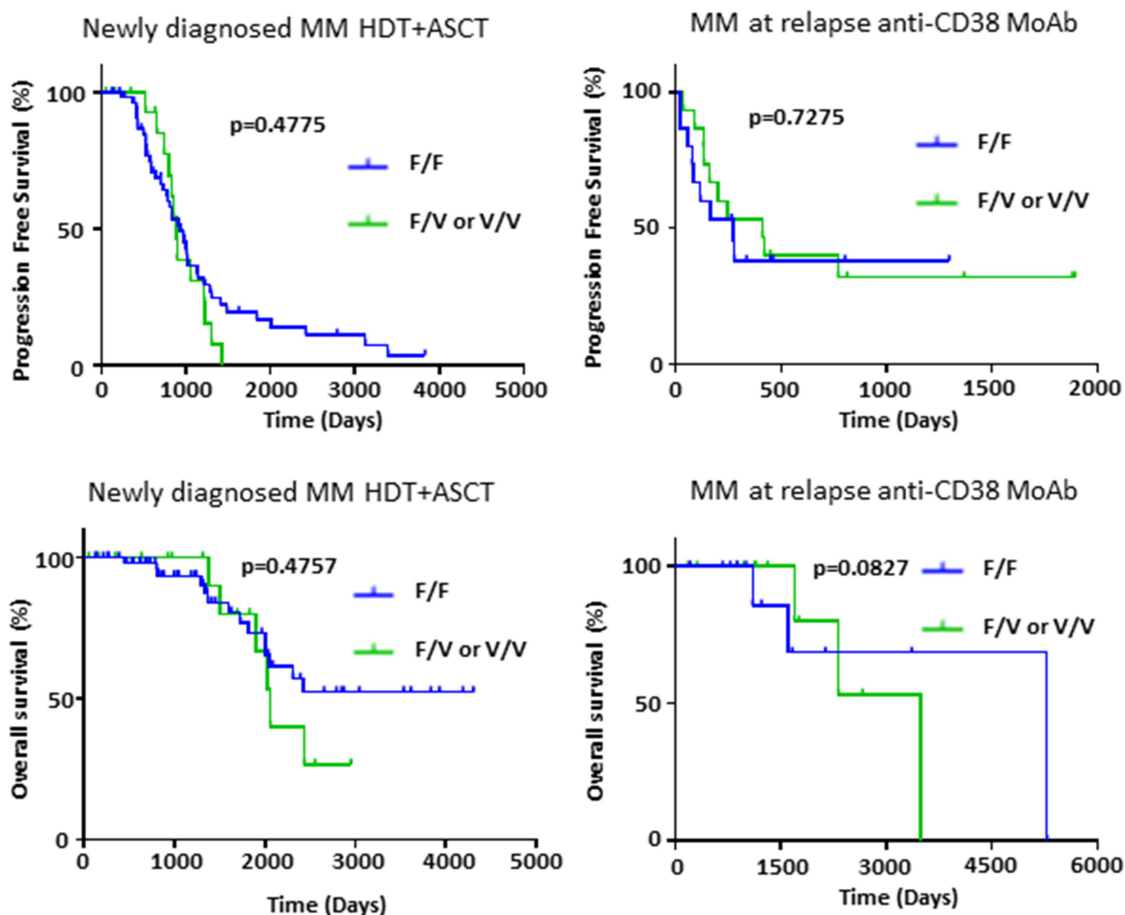 Newly diagnosed MM HDT+ASCT
Progression Free Survival (%)
100
50
0
p=0.4775
F/F
F/V or V/V
0 1000 2000 3000 4000 5000
Time (Days)
MM at relapse anti-CD38 MoAb
Progression Free Survival (%)
100
50
0
p=0.7275
F/F
F/V or V/V
0 500 1000 1500 2000
Time (Days)
Newly diagnosed MM HDT+ASCT
Overall survival (%)
100
50
0
p=0.4757
F/F
F/V or V/V
0 1000 2000 3000 4000 5000
Time (Days)
MM at relapse anti-CD38 MoAb
Overall survival (%)
100
50
0
p=0.0827
F/F
F/V or V/V
0 1500 3000 4500 6000
Time (Days)